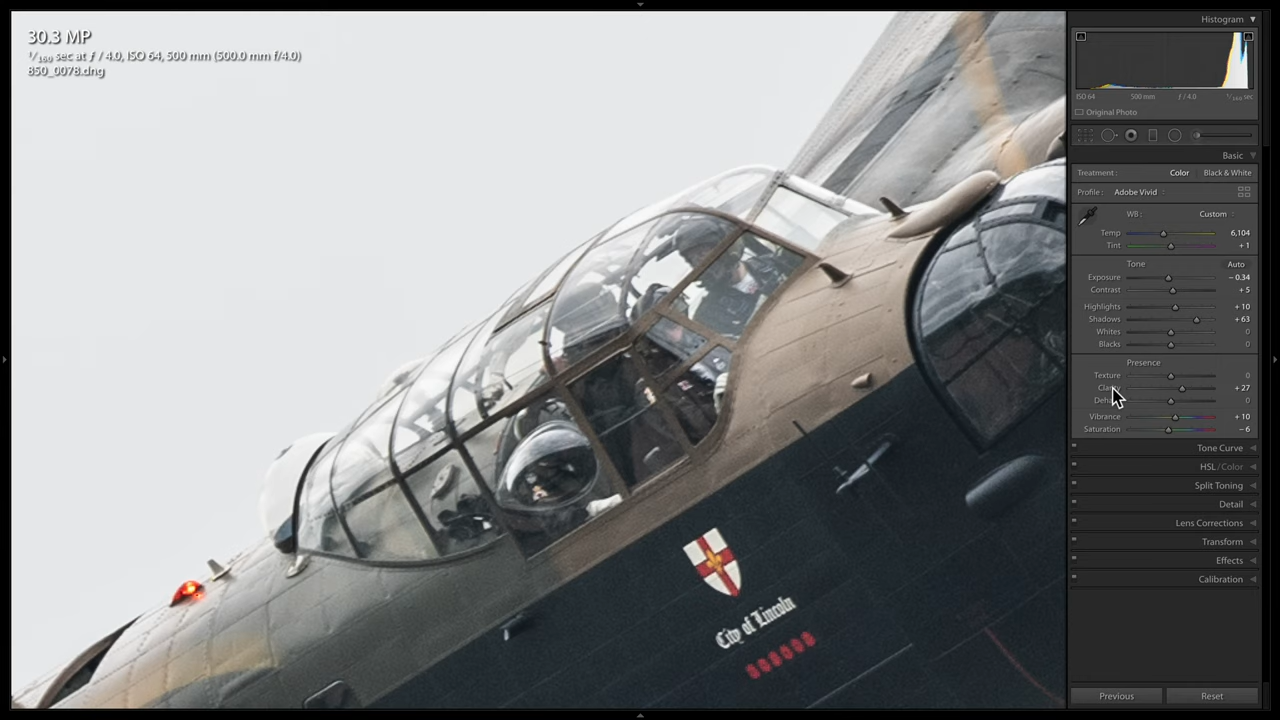 30.3 MP
1/160 sec at ƒ / 4.0, ISO 64, 500 mm (500.0 mm f/4.0)
850_0078.dng
City of Lincoln
Histogram
ISO 64 500 mm ƒ / 4.0 1/160 sec
Original Photo
Basic
Treatment : Color Black & White
Profile : Adobe Vivid
WB : Custom
Temp 6,104
Tint + 1
Tone Auto
Exposure − 0.34
Contrast + 5
Highlights + 10
Shadows + 63
Whites 0
Blacks 0
Presence
Texture 0
Clarity + 27
Dehaze 0
Vibrance + 10
Saturation − 6
Tone Curve
HSL / Color
Split Toning
Detail
Lens Corrections
Transform
Effects
Calibration
Previous Reset